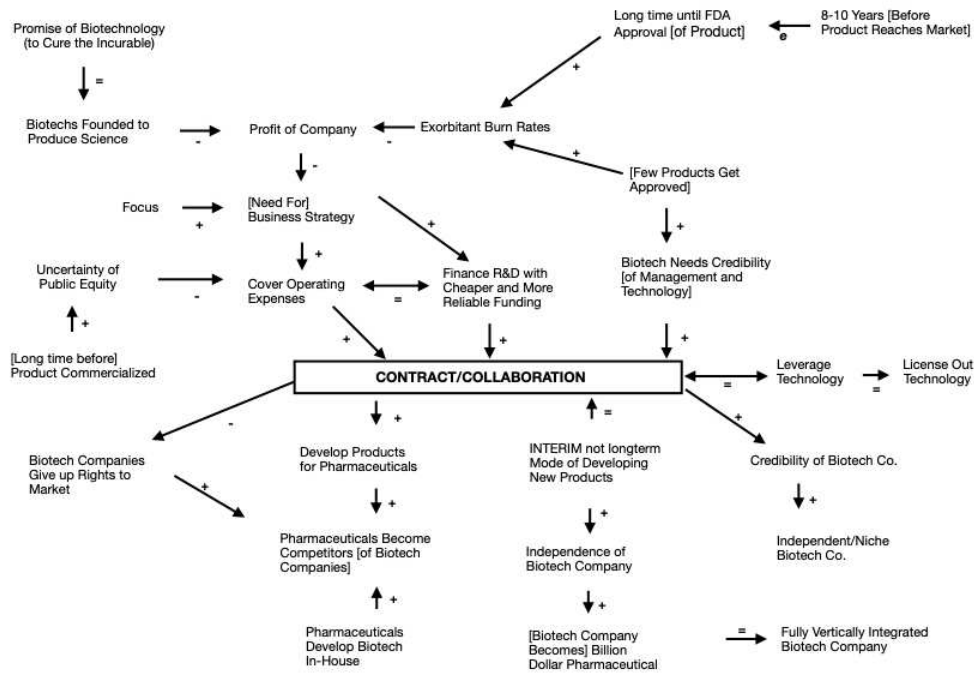 Promise of Biotechnology
(to Cure the Incurable)
Long time until FDA
Approval [of Product]
e
8-10 Years [Before
Product Reaches Market]
=
+
Biotechs Founded to
Produce Science
-
Profit of Company
-
Exorbitant Burn Rates
+
-
[Few Products Get
Approved]
Focus
+
[Need For]
Business Strategy
+
+
+
Uncertainty of
Public Equity
-
Cover Operating
Expenses
=
Finance R&D with
Cheaper and More
Reliable Funding
Biotech Needs Credibility
[of Management and
Technology]
+
+
+
+
[Long time before]
Product Commercialized
CONTRACT/COLLABORATION
=
Leverage
Technology
=
License Out
Technology
-
+
=
+
Biotech Companies
Give up Rights to
Market
Develop Products
for Pharmaceuticals
INTERIM not longterm
Mode of Developing
New Products
Credibility of Biotech Co.
+
+
+
+
Pharmaceuticals Become
Competitors [of Biotech
Companies]
Independence of
Biotech Company
Independent/Niche
Biotech Co.
+
+
Pharmaceuticals
Develop Biotech
In-House
[Biotech Company
Becomes] Billion
Dollar Pharmaceutical
=
Fully Vertically Integrated
Biotech Company